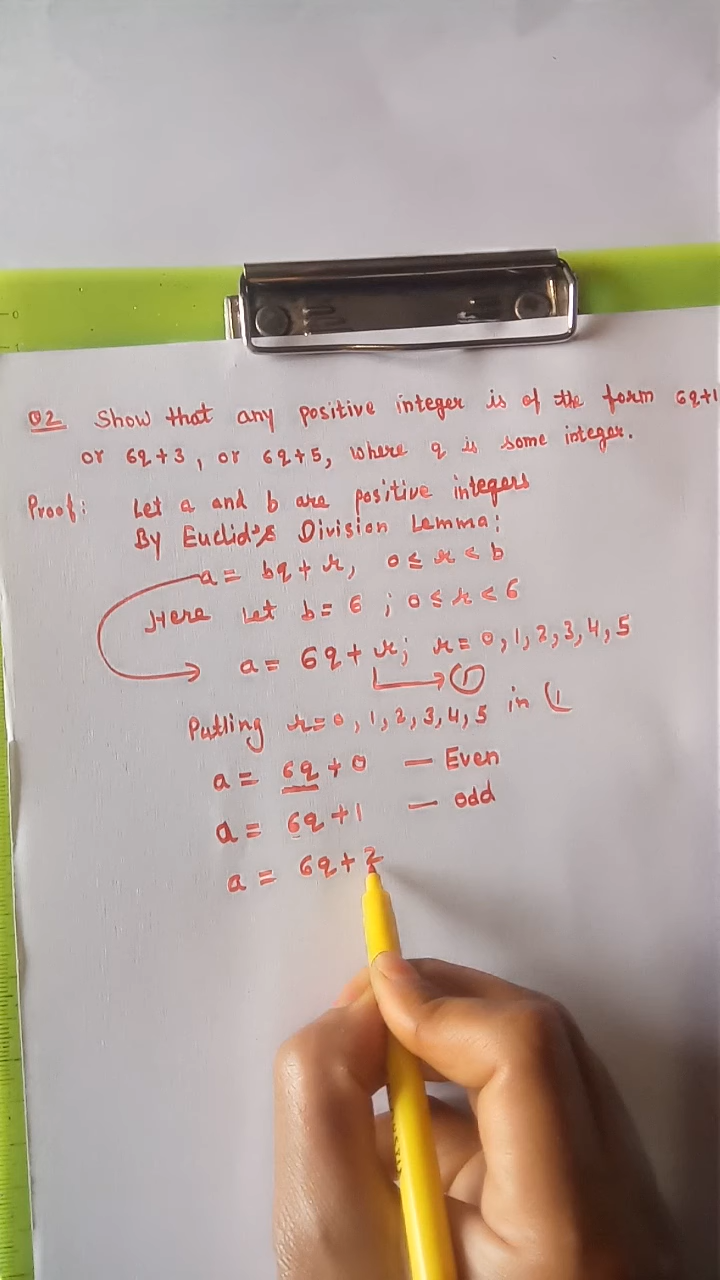 Q2 Show that any positive integer is of the form 6q+1
or 6q+3, or 6q+5, where q is some integer.
Proof: Let a and b are positive integers
By Euclid's Division Lemma:
a = bq + r, 0 ≤ r < b
Here Let b = 6 ; 0 ≤ r < 6
a = 6q + r; r = 0, 1, 2, 3, 4, 5
①
Putting r = 0, 1, 2, 3, 4, 5 in (1
a = 6q + 0 — Even
a = 6q + 1 — odd
a = 6q + 2